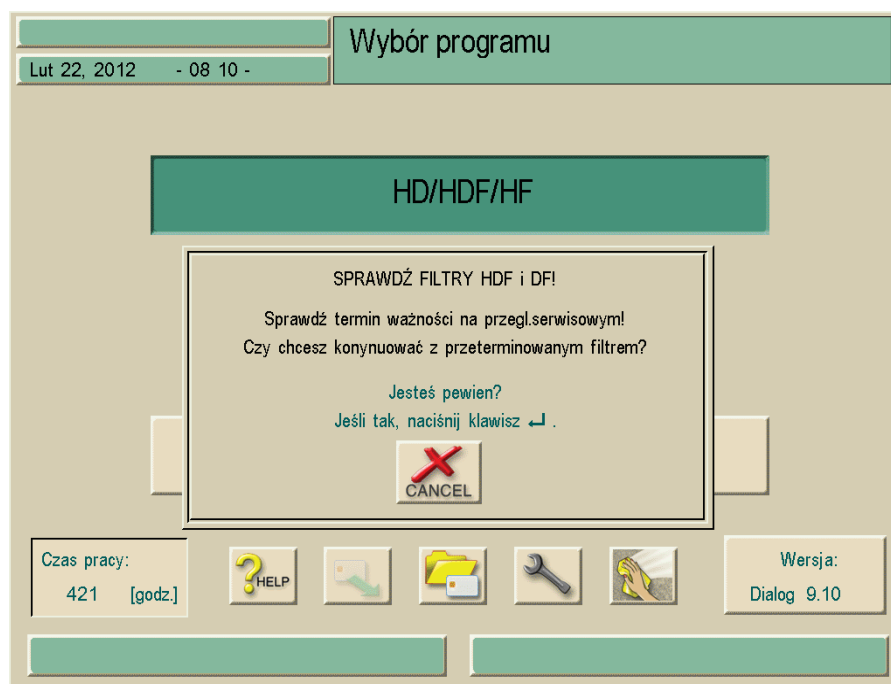 Wybór programu
Lut 22, 2012 - 08 10 -
HD/HDF/HF
SPRAWDŹ FILTRY HDF i DF!
Sprawdź termin ważności na przegl.serwisowym!
Czy chcesz konynuować z przeterminowanym filtrem?
Jesteś pewien?
Jeśli tak, naciśnij klawisz ↵ .
CANCEL
Czas pracy:
421 [godz.]
HELP
Wersja:
Dialog 9.10